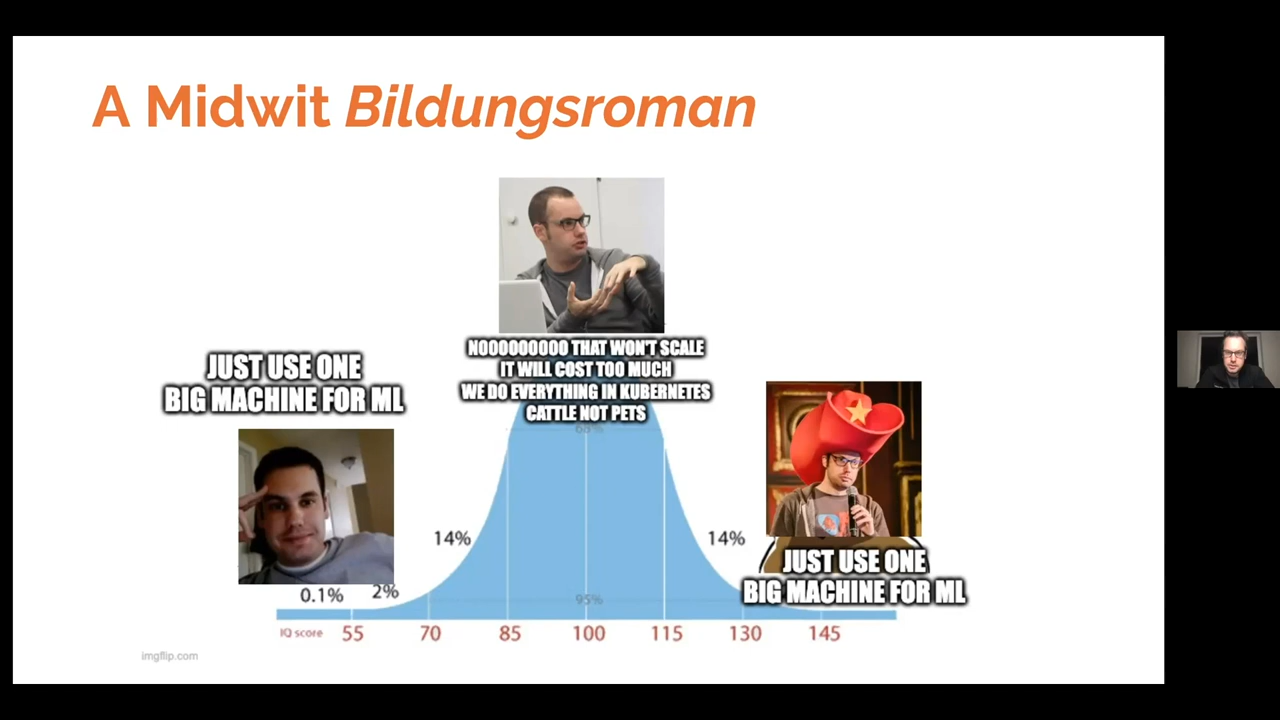 A Midwit Bildungsroman
NOOOOOOOOO THAT WON'T SCALE
IT WILL COST TOO MUCH
WE DO EVERYTHING IN KUBERNETES
CATTLE NOT PETS
JUST USE ONE
BIG MACHINE FOR ML
68%
14%
14%
JUST USE ONE
BIG MACHINE FOR ML
0.1%
2%
95%
IQ score 55 70 85 100 115 130 145
imgflip.com